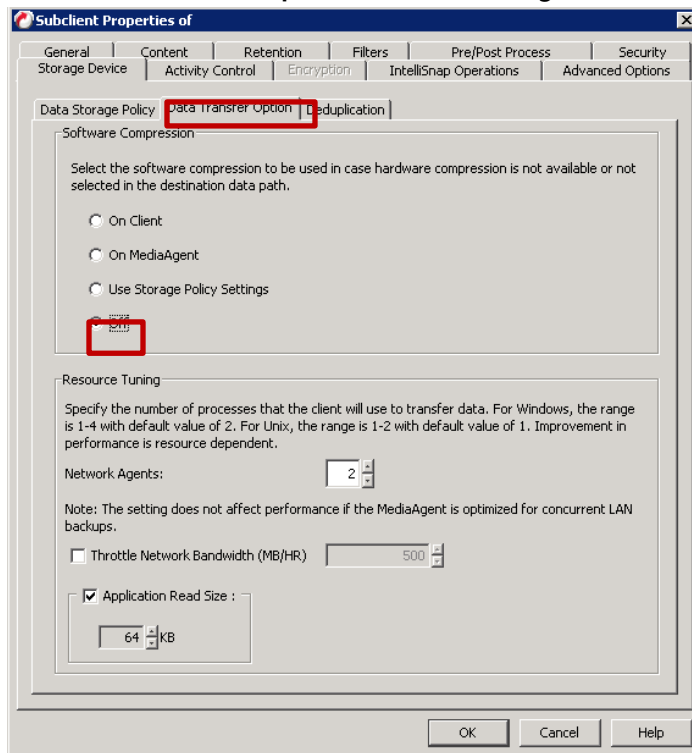 Subclient Properties of
General Content Retention Filters Pre/Post Process Security
Storage Device Activity Control Encryption IntelliSnap Operations Advanced Options
Data Storage Policy Data Transfer Option Deduplication
Software Compression
Select the software compression to be used in case hardware compression is not available or not
selected in the destination data path.
On Client
On MediaAgent
Use Storage Policy Settings
Off
Resource Tuning
Specify the number of processes that the client will use to transfer data. For Windows, the range
is 1-4 with default value of 2. For Unix, the range is 1-2 with default value of 1. Improvement in
performance is resource dependent.
Network Agents: 2
Note: The setting does not affect performance if the MediaAgent is optimized for concurrent LAN
backups.
Throttle Network Bandwidth (MB/HR) 500
Application Read Size :
64 KB
OK Cancel Help